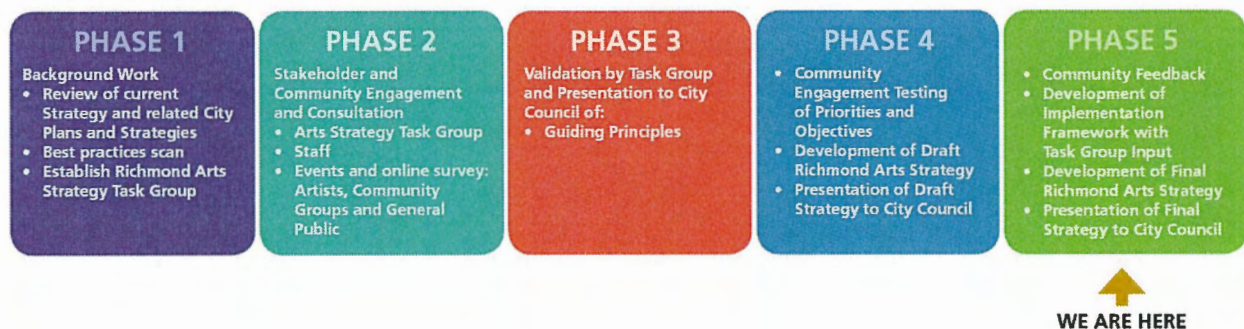 PHASE 1
Background Work
• Review of current
Strategy and related City
Plans and Strategies
• Best practices scan
• Establish Richmond Arts
Strategy Task Group
PHASE 2
Stakeholder and
Community Engagement
and Consultation
• Arts Strategy Task Group
• Staff
• Events and online survey:
Artists, Community
Groups and General
Public
PHASE 3
Validation by Task Group
and Presentation to City
Council of:
• Guiding Principles
PHASE 4
• Community
Engagement Testing
of Priorities and
Objectives
• Development of Draft
Richmond Arts Strategy
• Presentation of Draft
Strategy to City Council
PHASE 5
• Community Feedback
• Development of
Implementation
Framework with
Task Group Input
• Development of Final
Richmond Arts Strategy
• Presentation of Final
Strategy to City Council
WE ARE HERE